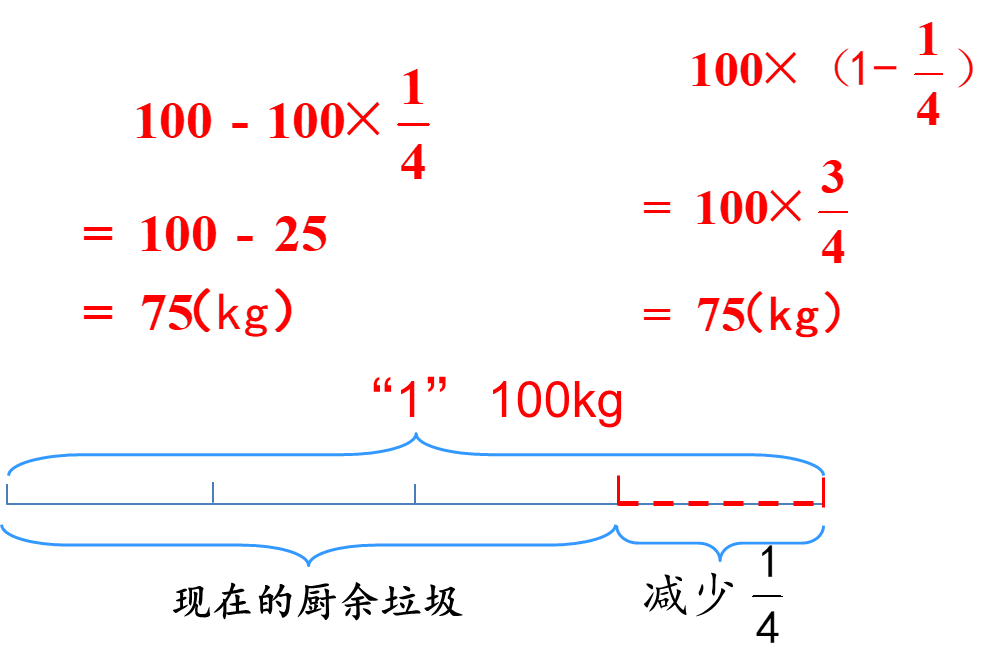 100 - 100× 1/4
= 100 - 25
= 75(kg)
100×（1- 1/4）
= 100× 3/4
= 75(kg)
“1” 100kg
现在的厨余垃圾
减少 1/4